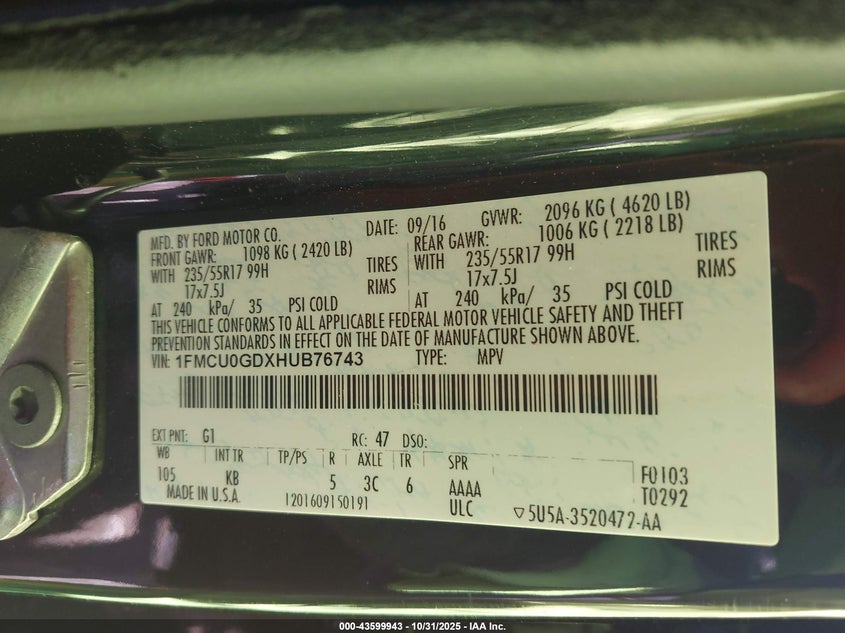 MFD. BY FORD MOTOR CO. DATE: 09/16 GVWR: 2096 KG ( 4620 LB)
FRONT GAWR: 1098 KG ( 2420 LB) REAR GAWR: 1006 KG ( 2218 LB)
WITH 235/55R17 99H TIRES WITH 235/55R17 99H TIRES
17x7.5J RIMS 17x7.5J RIMS
AT 240 kPa/ 35 PSI COLD AT 240 kPa/ 35 PSI COLD
THIS VEHICLE CONFORMS TO ALL APPLICABLE FEDERAL MOTOR VEHICLE SAFETY AND THEFT
PREVENTION STANDARDS IN EFFECT ON THE DATE OF MANUFACTURE SHOWN ABOVE.
VIN: 1FMCU0GDXHUB76743 TYPE: MPV
EXT PNT: G1 RC: 47 DSO:
WB INT TR TP/PS R AXLE TR SPR
105 KB 5 3C 6 AAAA F0103
MADE IN U.S.A. 1201609150191 ULC T0292
▽5U5A-3520472-AA
000-43599943 - 10/31/2025 - IAA Inc.